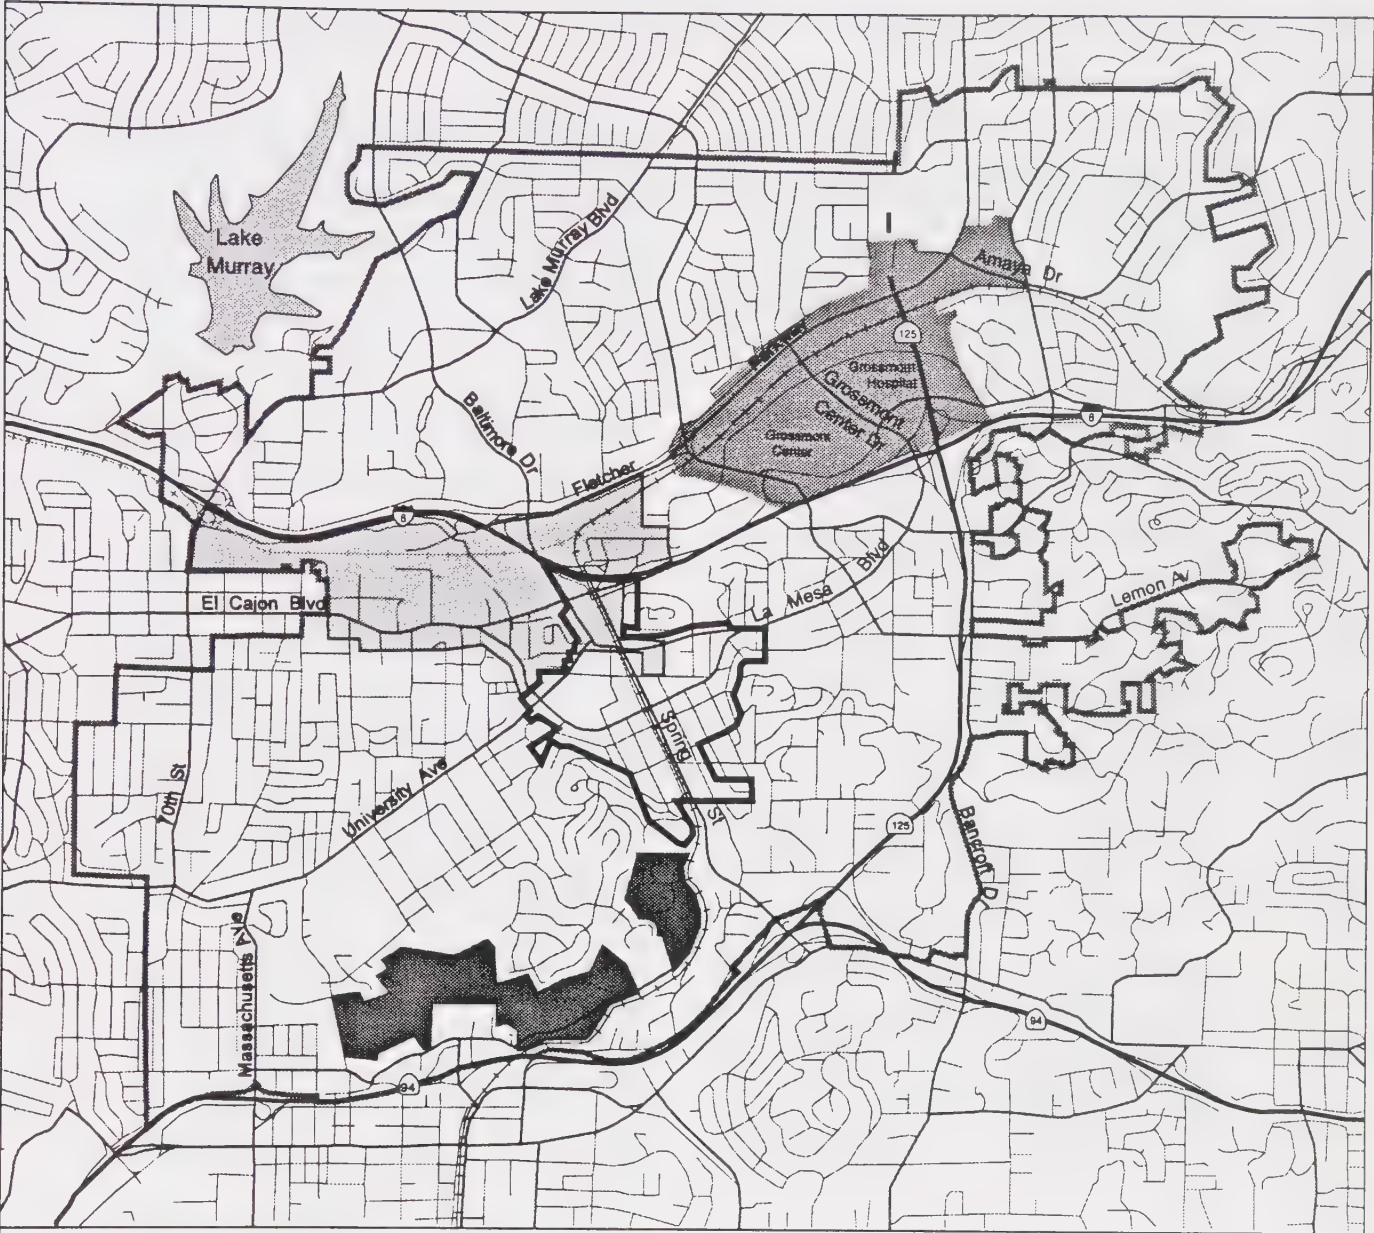 Lake
Murray
Lake Murray Blvd
Amaya Dr
125
Parkway
Grossmont
Hospital
Grossmont
Center Dr
Grossmont
Center
8
Baltimore Dr
Fletcher
8
La Mesa Blvd
Lemon Av
El Cajon Blvd
Spring St
70th St
University Ave
125
Bancroft D
Massachusetts Ave
94
94